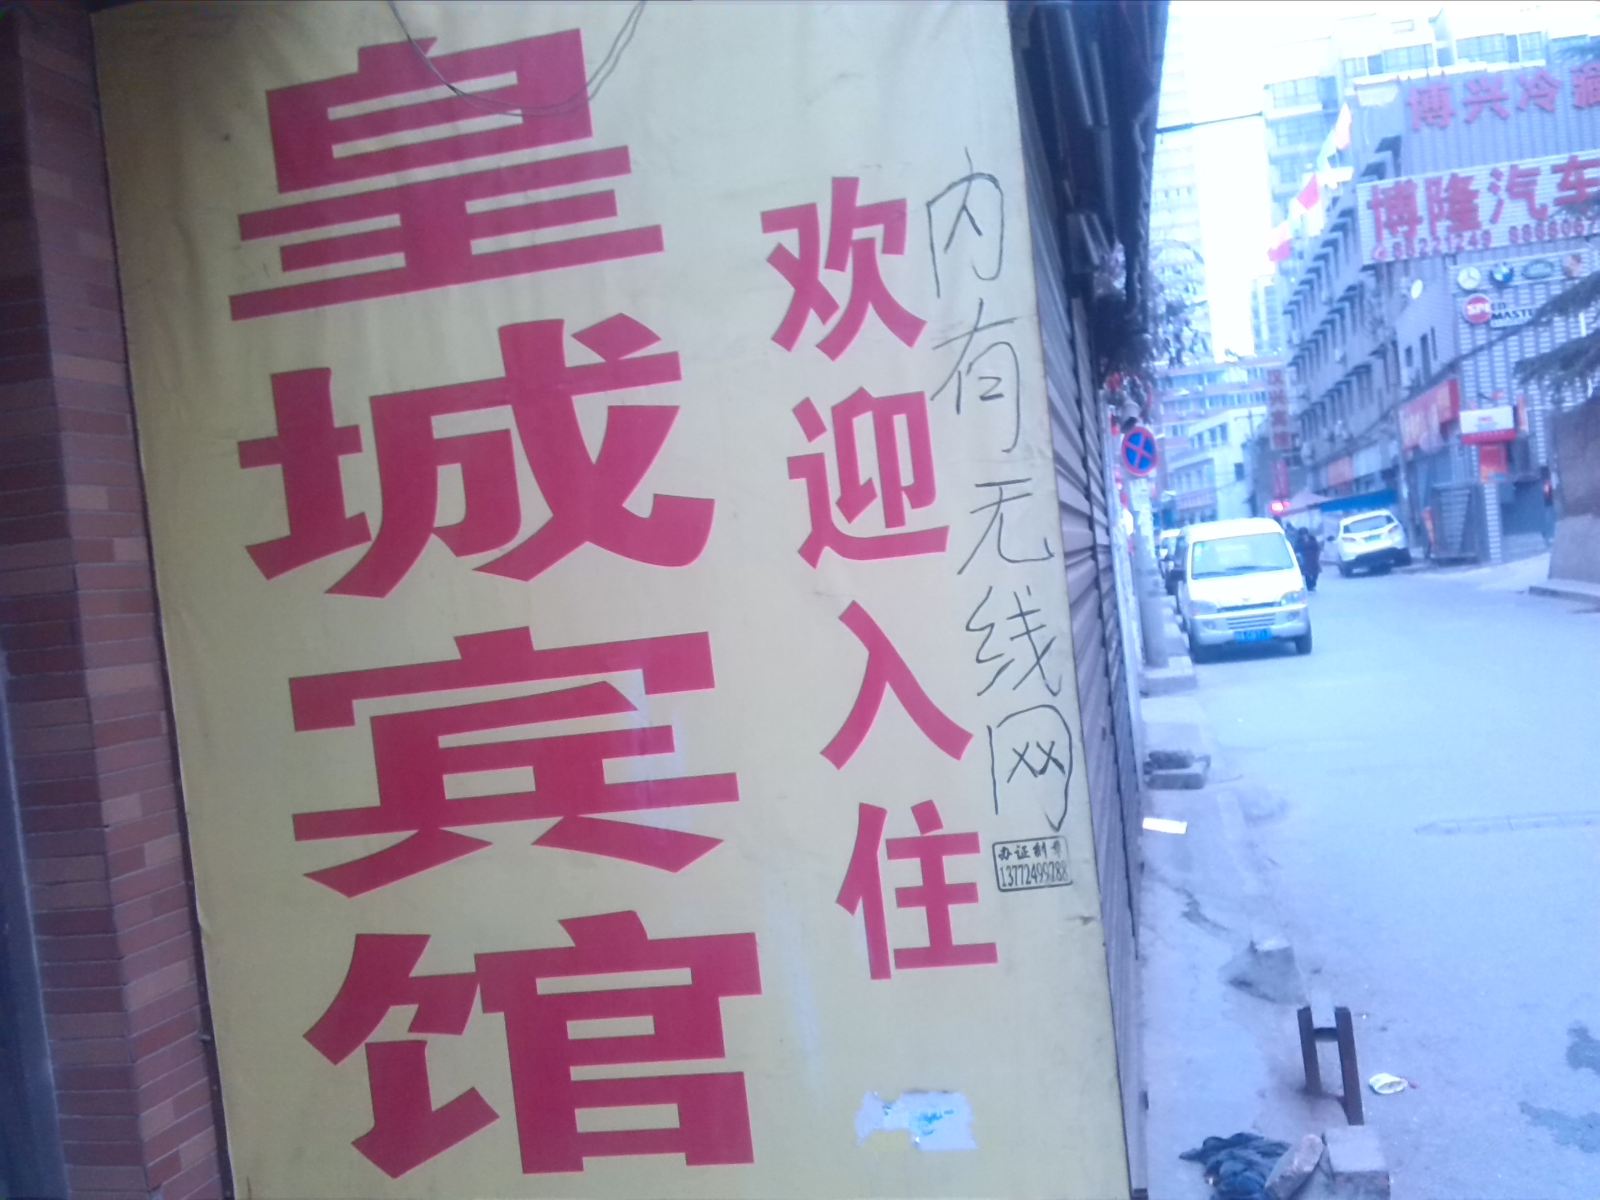 皇城宾馆
欢迎入住
内有无线网
办证刻章
13772499788
博兴冷藏
博隆汽车